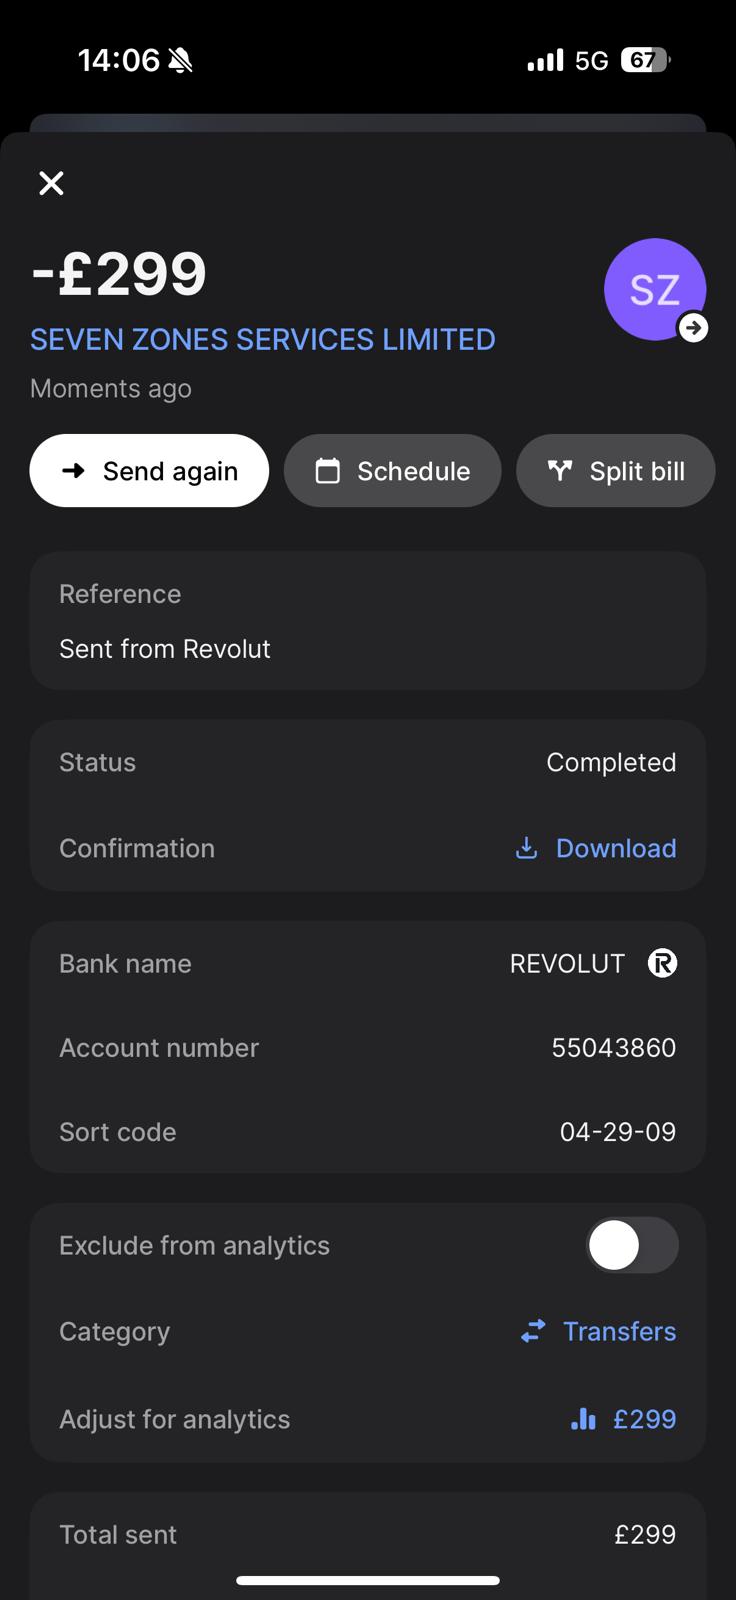 14:06
5G
67
-£299
SZ
SEVEN ZONES SERVICES LIMITED
Moments ago
Send again
Schedule
Split bill
Reference
Sent from Revolut
Status Completed
Confirmation Download
Bank name REVOLUT R
Account number 55043860
Sort code 04-29-09
Exclude from analytics
Category Transfers
Adjust for analytics £299
Total sent £299